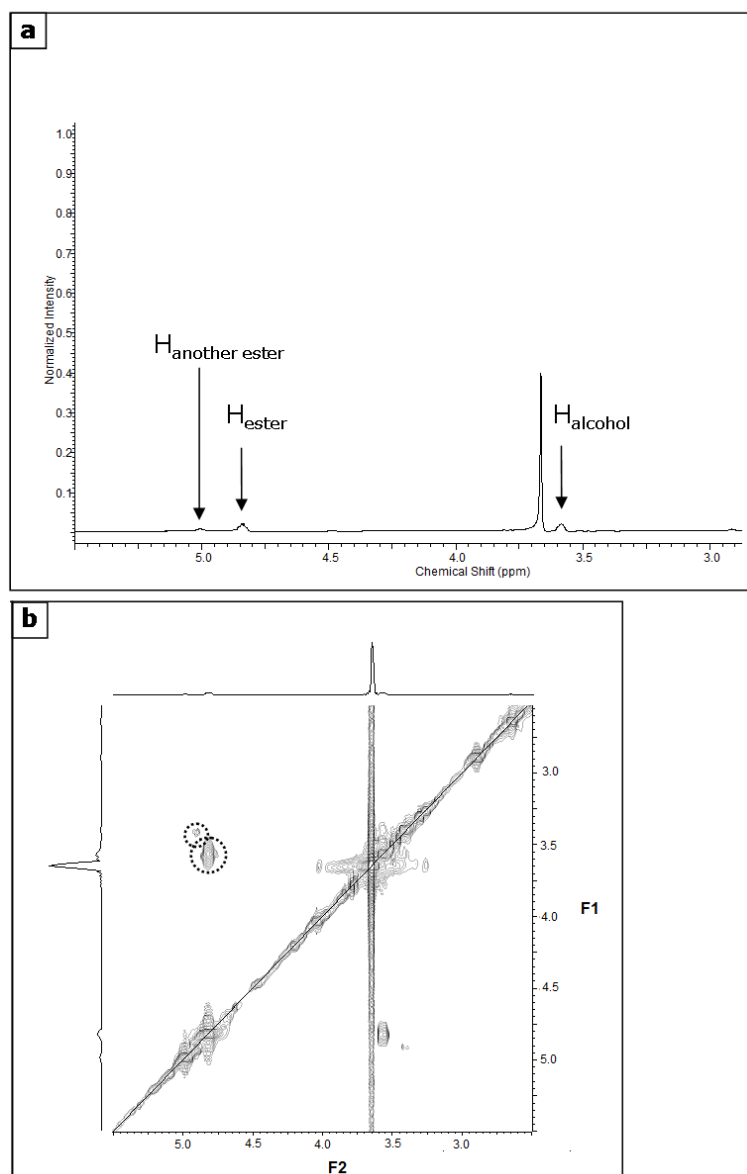 a
1.0
0.9
0.8
0.7
0.6
0.5
0.4
0.3
0.2
0.1
Normalized Intensity
H another ester
H ester
H alcohol
5.0 4.5 4.0 3.5 3.0
Chemical Shift (ppm)
b
3.0
3.5
4.0
4.5
5.0
F1
5.0 4.5 4.0 3.5 3.0
F2